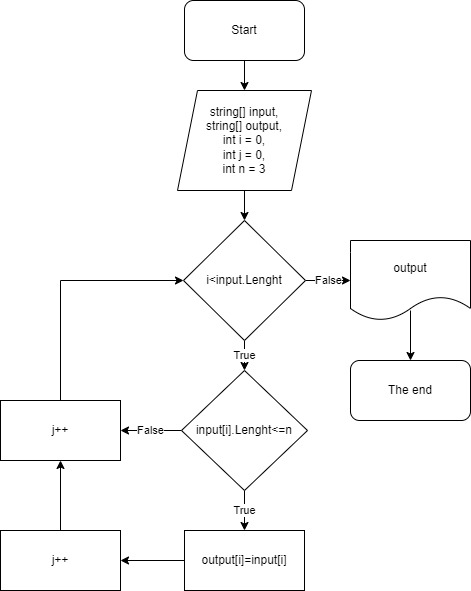 Start
string[] input,
string[] output,
int i = 0,
int j = 0,
int n = 3
i<input.Lenght
False
output
True
The end
input[i].Lenght<=n
False
j++
True
output[i]=input[i]
j++